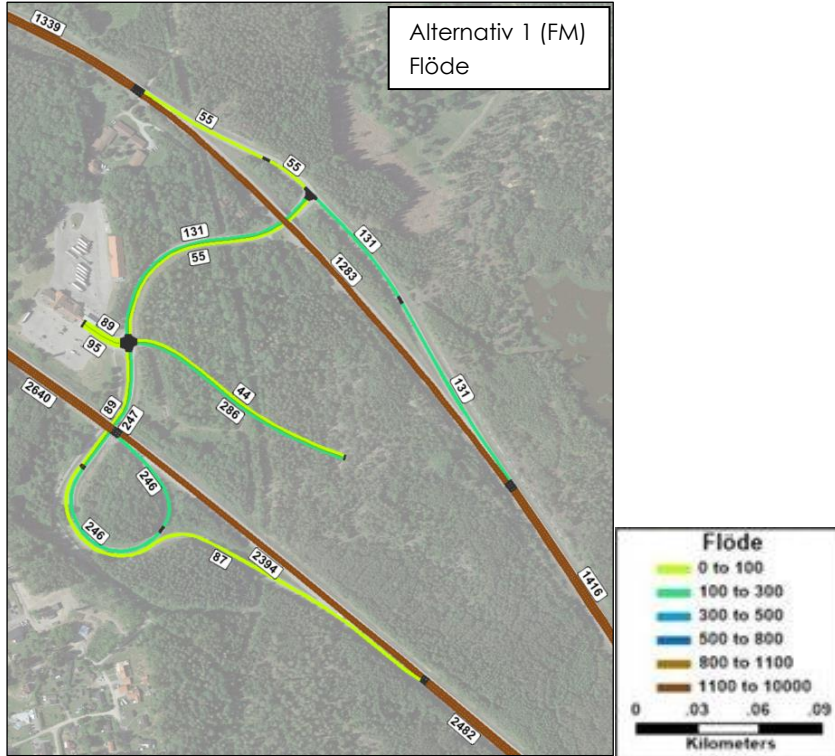 Alternativ 1 (FM)
Flöde
1339
55
55
131
131
55
1283
89
95
44
286
131
2640
89
247
246
246
87
2394
1416
2482
Flöde
0 to 100
100 to 300
300 to 500
500 to 800
800 to 1100
1100 to 10000
0 .03 .06 .09
Kilometers